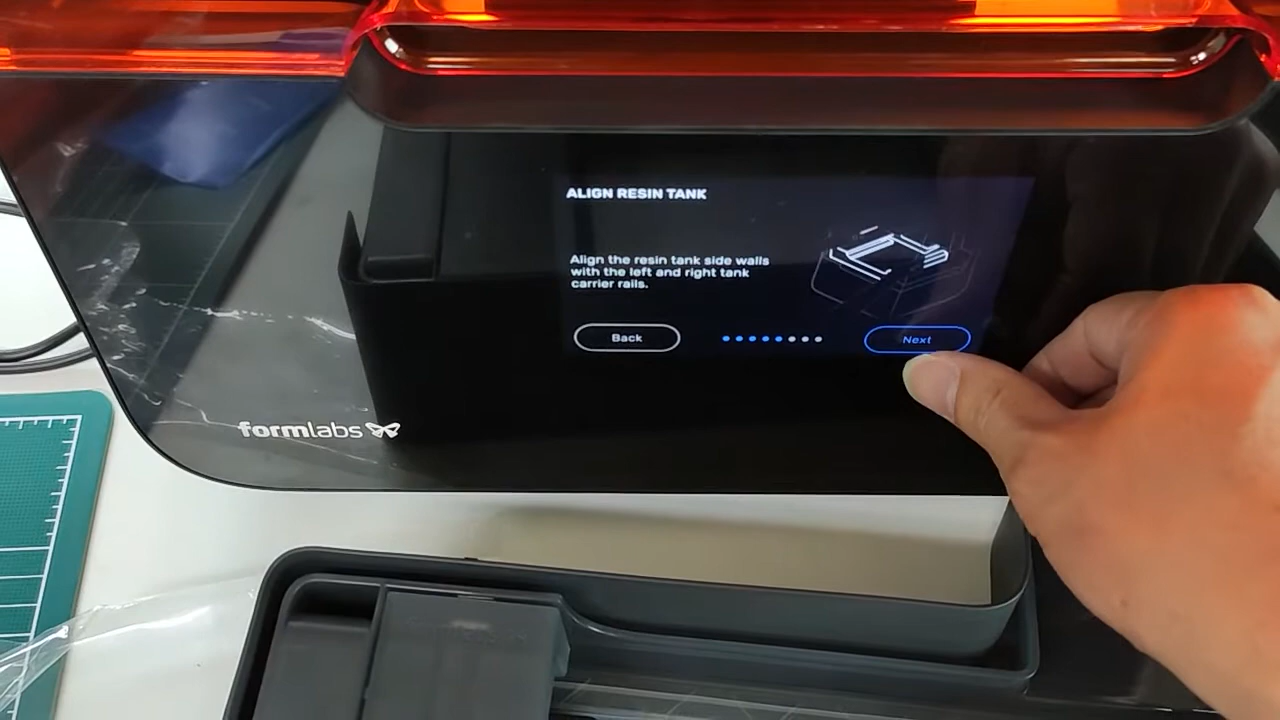 ALIGN RESIN TANK
Align the resin tank side walls
with the left and right tank
carrier rails.
Back
Next
formlabs